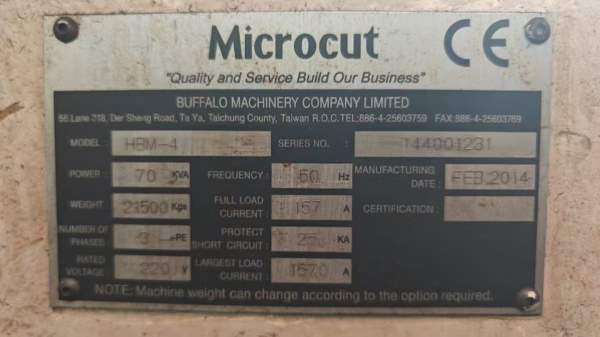 Microcut CE
"Quality and Service Build Our Business"
BUFFALO MACHINERY COMPANY LIMITED
56.Lane.318, Der Sheng Road, Ta Ya, Taichung County, Taiwan R.O.C.TEL:886-4-25603759 FAX:886-4-25603769
MODEL : HBM-4 SERIES NO. : 144001231
POWER : 70 KVA FREQUENCY : 60 Hz MANUFACTURING DATE : FEB.2014
WEIGHT : 21500 Kgs FULL LOAD CURRENT : 157 A CERTIFICATION :
NUMBER OF PHASES : 3 +PE PROTECT SHORT CIRCUIT : KA
RATED VOLTAGE : 220 V LARGEST LOAD CURRENT : A
NOTE: Machine weight can change according to the option required.